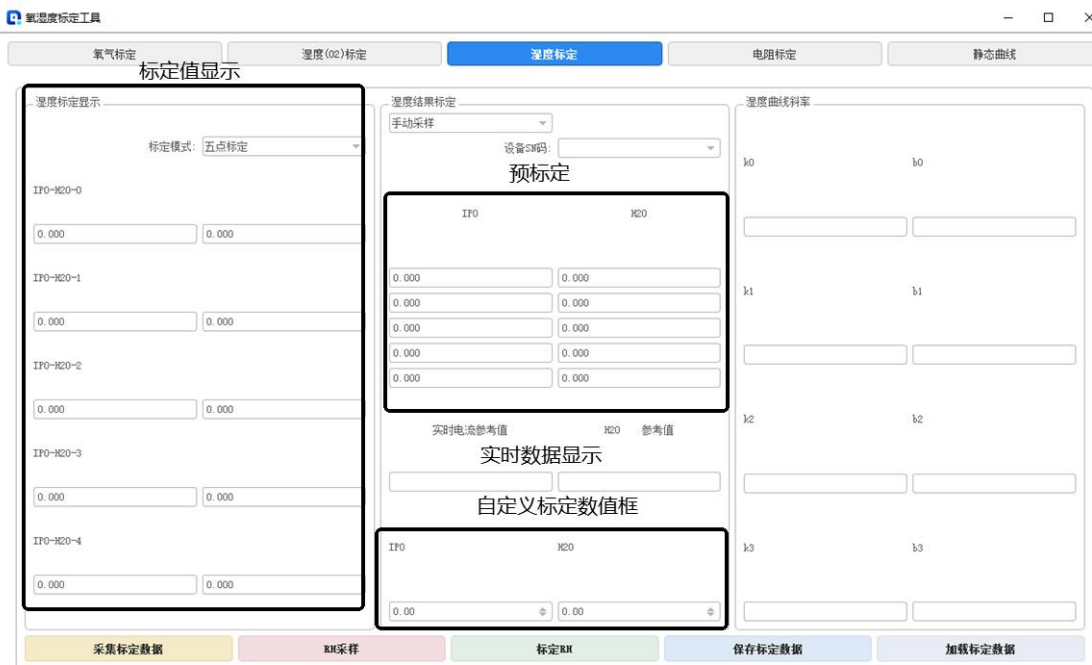 氧湿度标定工具
氧气标定 湿度(O2)标定 湿度标定 电阻标定 静态曲线
标定值显示
湿度标定显示
标定模式: 五点标定
IPO-H2O-0
0.000 0.000
IPO-H2O-1
0.000 0.000
IPO-H2O-2
0.000 0.000
IPO-H2O-3
0.000 0.000
IPO-H2O-4
0.000 0.000
湿度结果标定
手动采样
设备SN码:
预标定
IPO H2O
0.000 0.000
0.000 0.000
0.000 0.000
0.000 0.000
0.000 0.000
实时电流参考值 H2O 参考值
实时数据显示
自定义标定数值框
IPO H2O
0.00 0.00
湿度曲线斜率
k0 b0
k1 b1
k2 b2
k3 b3
采集标定数据 RH采样 标定RH 保存标定数据 加载标定数据